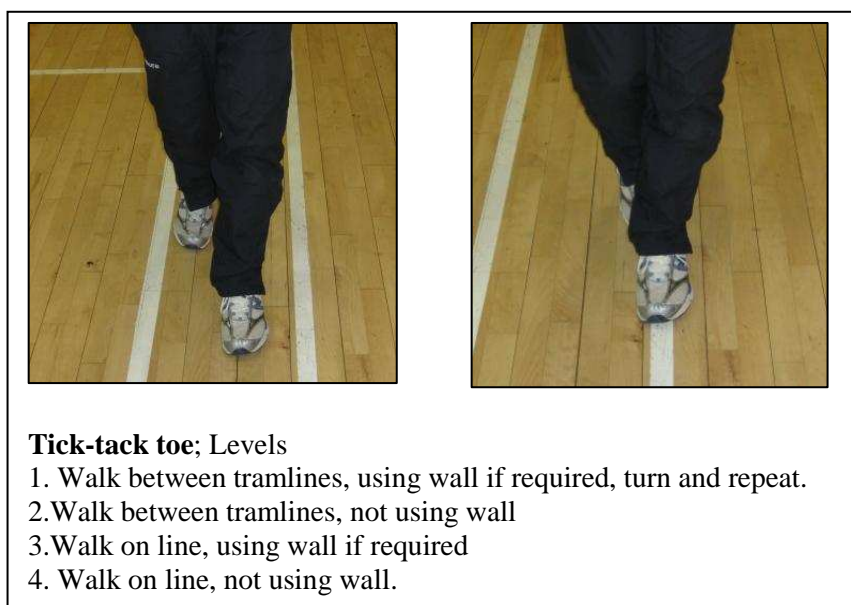 Tick-tack toe; Levels
1. Walk between tramlines, using wall if required, turn and repeat.
2.Walk between tramlines, not using wall
3.Walk on line, using wall if required
4. Walk on line, not using wall.